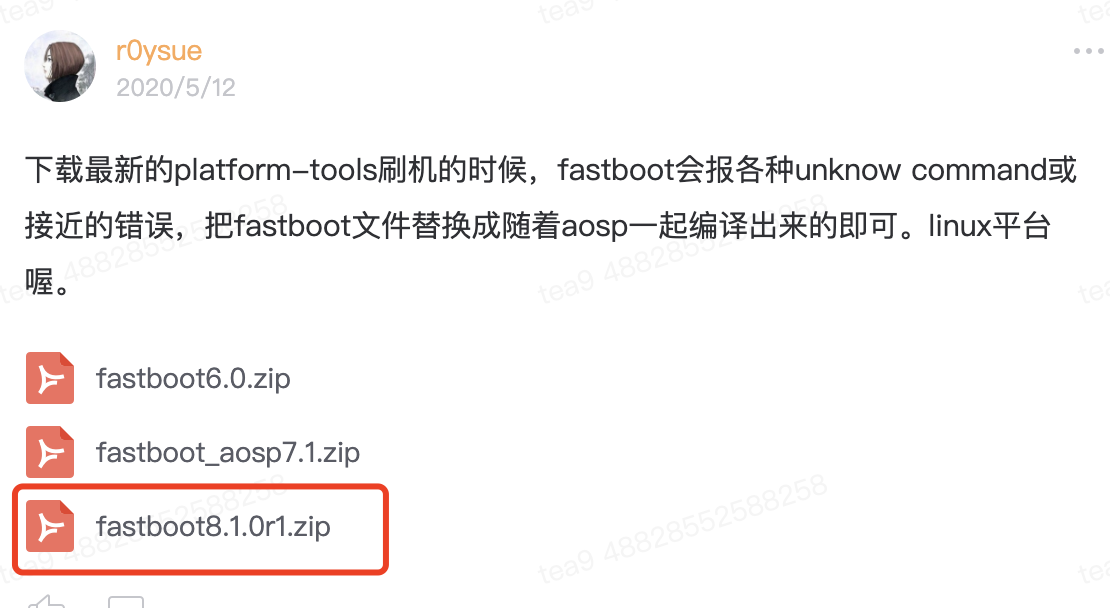 r0ysue
2020/5/12
下载最新的platform-tools刷机的时候，fastboot会报各种unknow command或
接近的错误，把fastboot文件替换成随着aosp一起编译出来的即可。linux平台
喔。
fastboot6.0.zip
fastboot_aosp7.1.zip
fastboot8.1.0r1.zip
tea9 48828552588258
tea9 48828552588258
tea9 48828552588258